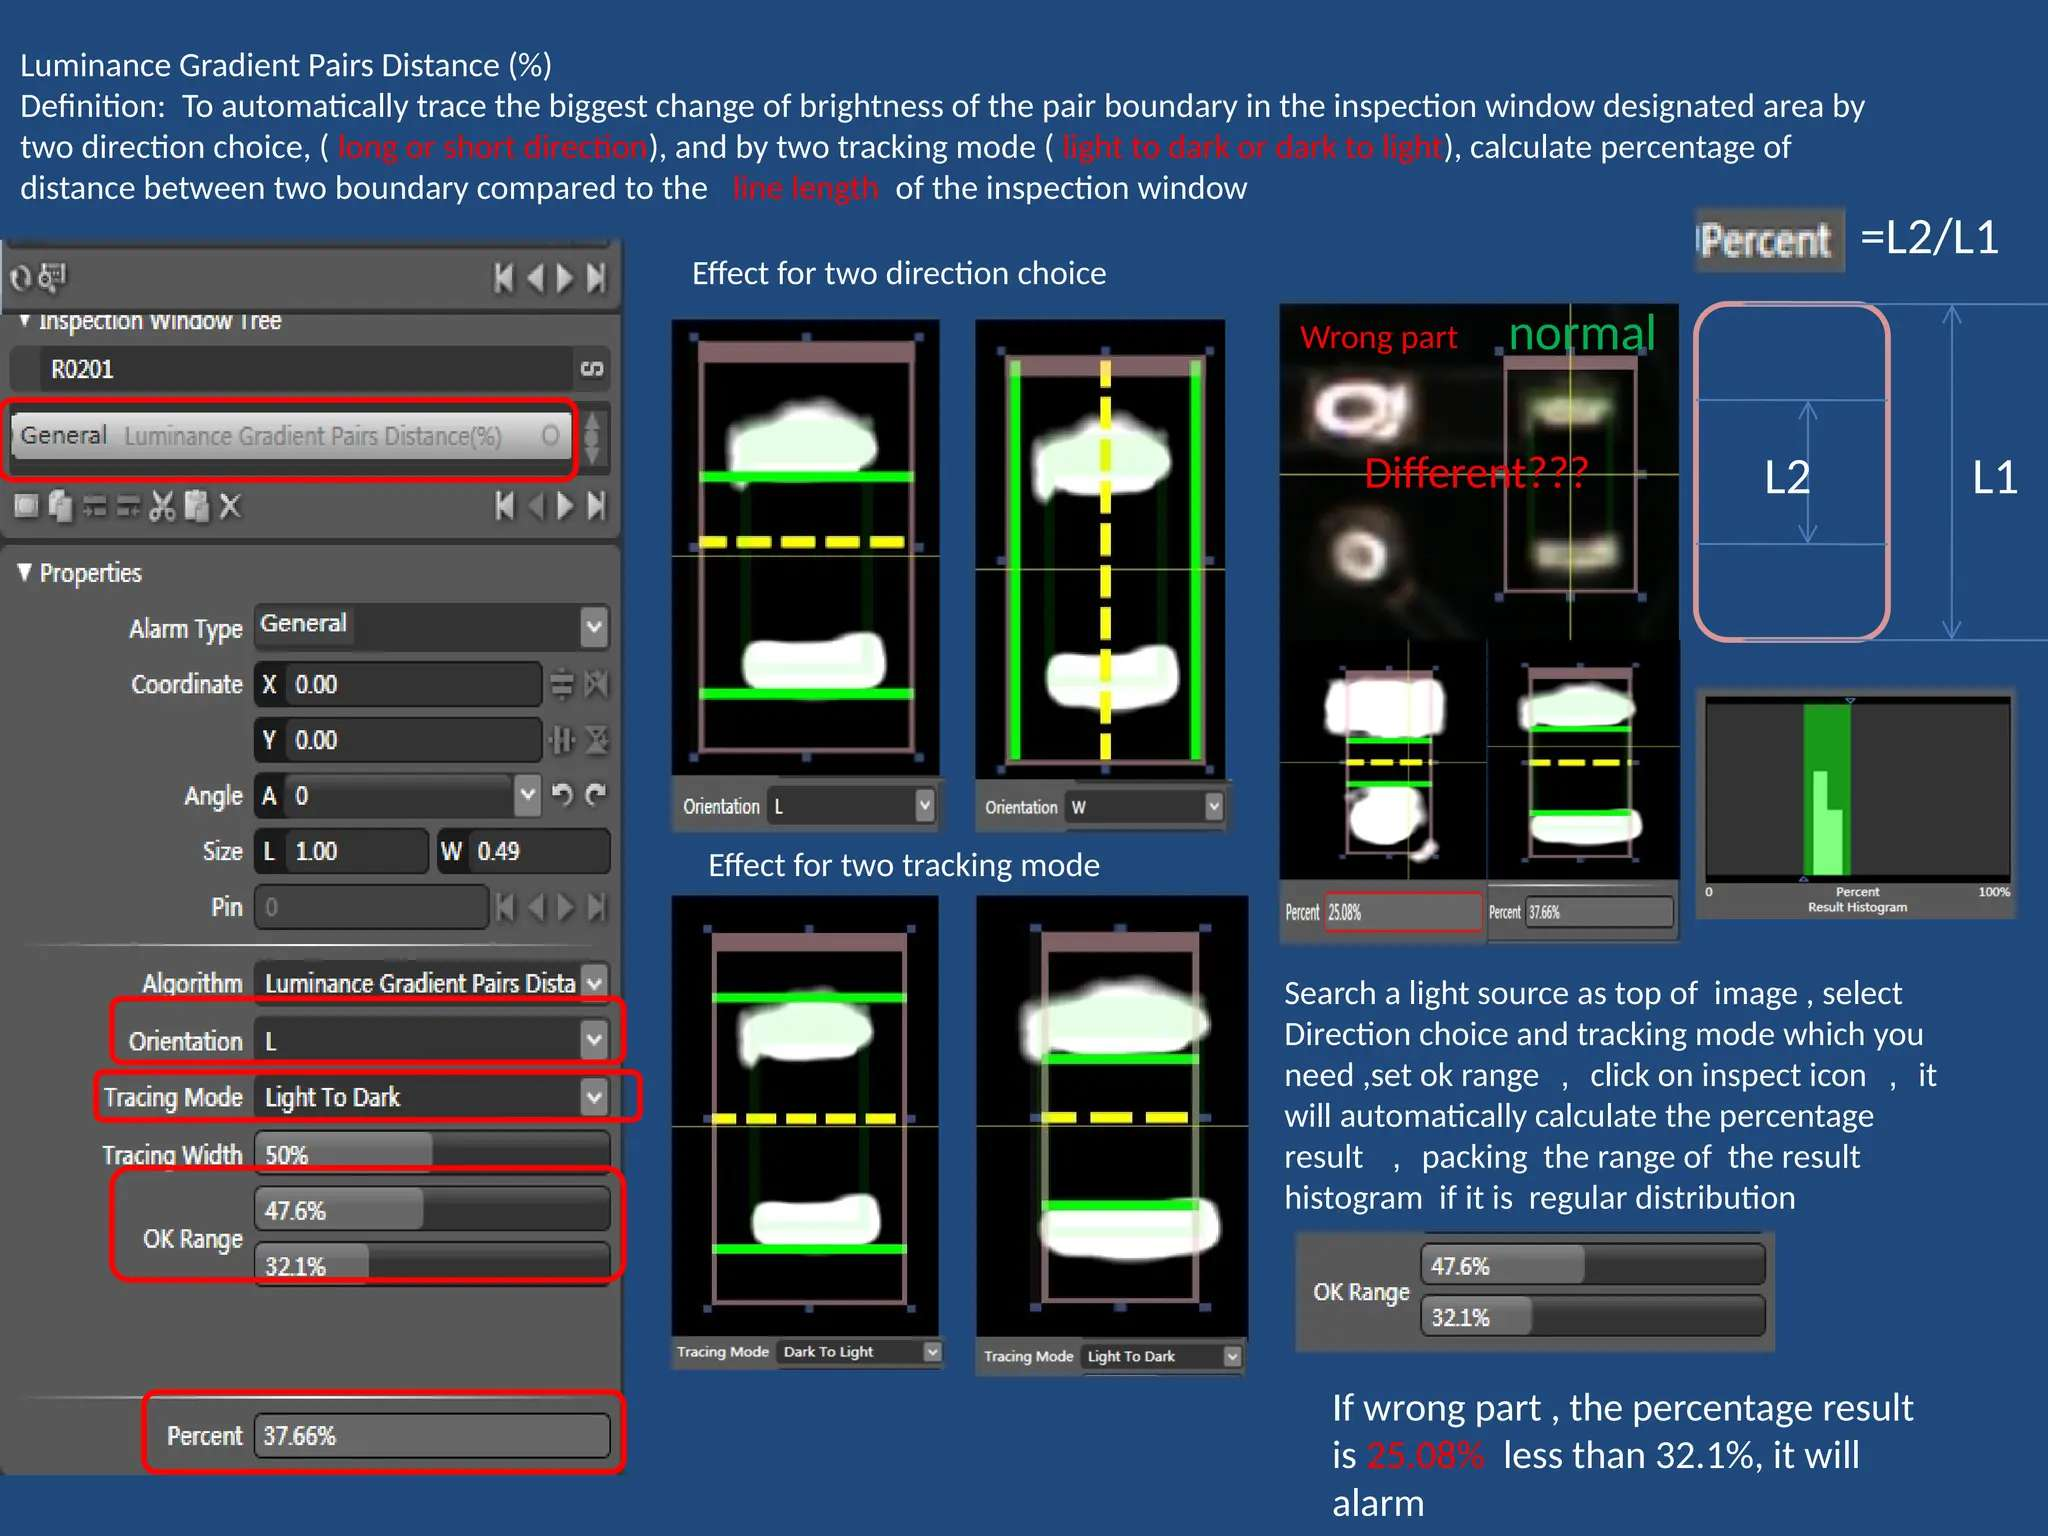 Luminance Gradient Pairs Distance (%)
Definition: To automatically trace the biggest change of brightness of the pair boundary in the inspection window designated area by
two direction choice, ( long or short direction), and by two tracking mode ( light to dark or dark to light), calculate percentage of
distance between two boundary compared to the line length of the inspection window
Percent =L2/L1
Inspection Window Tree
R0201
General Luminance Gradient Pairs Distance(%)
Properties
Alarm Type General
Coordinate X 0.00
Y 0.00
Angle A 0
Size L 1.00 W 0.49
Pin 0
Algorithm Luminance Gradient Pairs Dista
Orientation L
Tracing Mode Light To Dark
Tracing Width 50%
OK Range
47.6%
32.1%
Percent 37.66%
Effect for two direction choice
Orientation L
Orientation W
Effect for two tracking mode
Tracing Mode Dark To Light
Tracing Mode Light To Dark
Wrong part normal
Different???
Percent 25.08%
Percent 37.66%
L2 L1
0 Percent 100%
Result Histogram
Search a light source as top of image , select
Direction choice and tracking mode which you
need ,set ok range , click on inspect icon , it
will automatically calculate the percentage
result , packing the range of the result
histogram if it is regular distribution
OK Range
47.6%
32.1%
If wrong part , the percentage result
is 25.08% less than 32.1%, it will
alarm